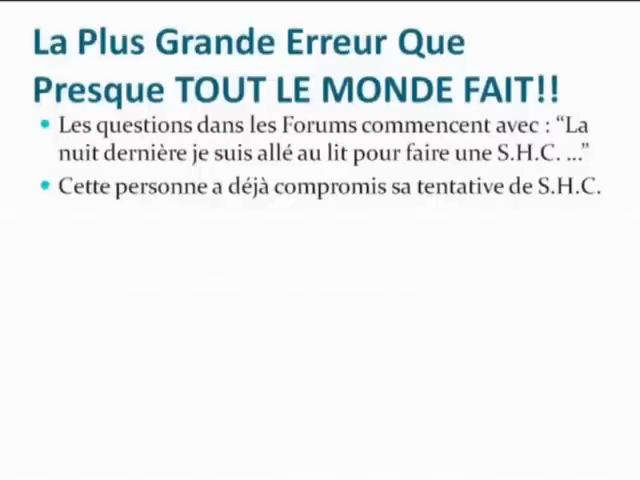 La Plus Grande Erreur Que
Presque TOUT LE MONDE FAIT!!
• Les questions dans les Forums commencent avec : “La
nuit dernière je suis allé au lit pour faire une S.H.C. ...”
• Cette personne a déjà compromis sa tentative de S.H.C.